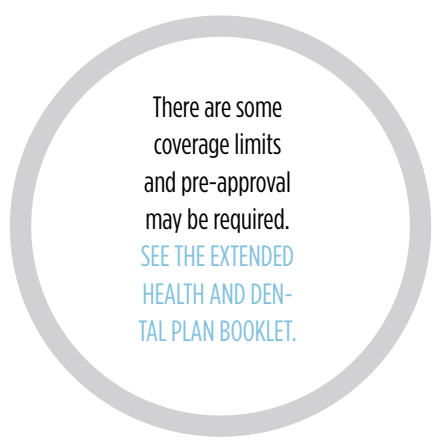 There are some
coverage limits
and pre-approval
may be required.
SEE THE EXTENDED
HEALTH AND DEN-
TAL PLAN BOOKLET.